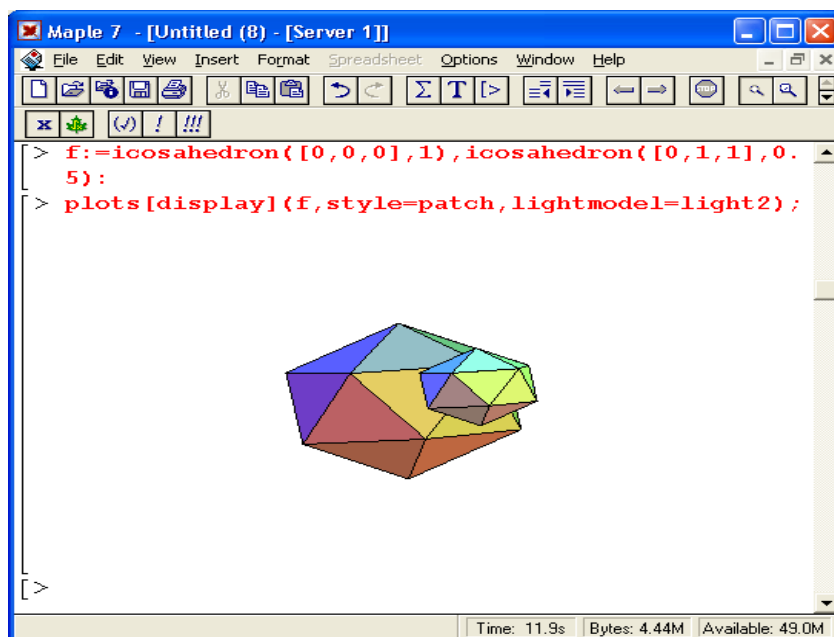 Maple 7 - [Untitled (8) - [Server 1]]
File Edit View Insert Format Spreadsheet Options Window Help
Σ T [>
STOP
x (√) ! !!!
[> f:=icosahedron([0,0,0],1),icosahedron([0,1,1],0.
5):
[> plots[display](f,style=patch,lightmodel=light2);
[>
Time: 11.9s Bytes: 4.44M Available: 49.0M